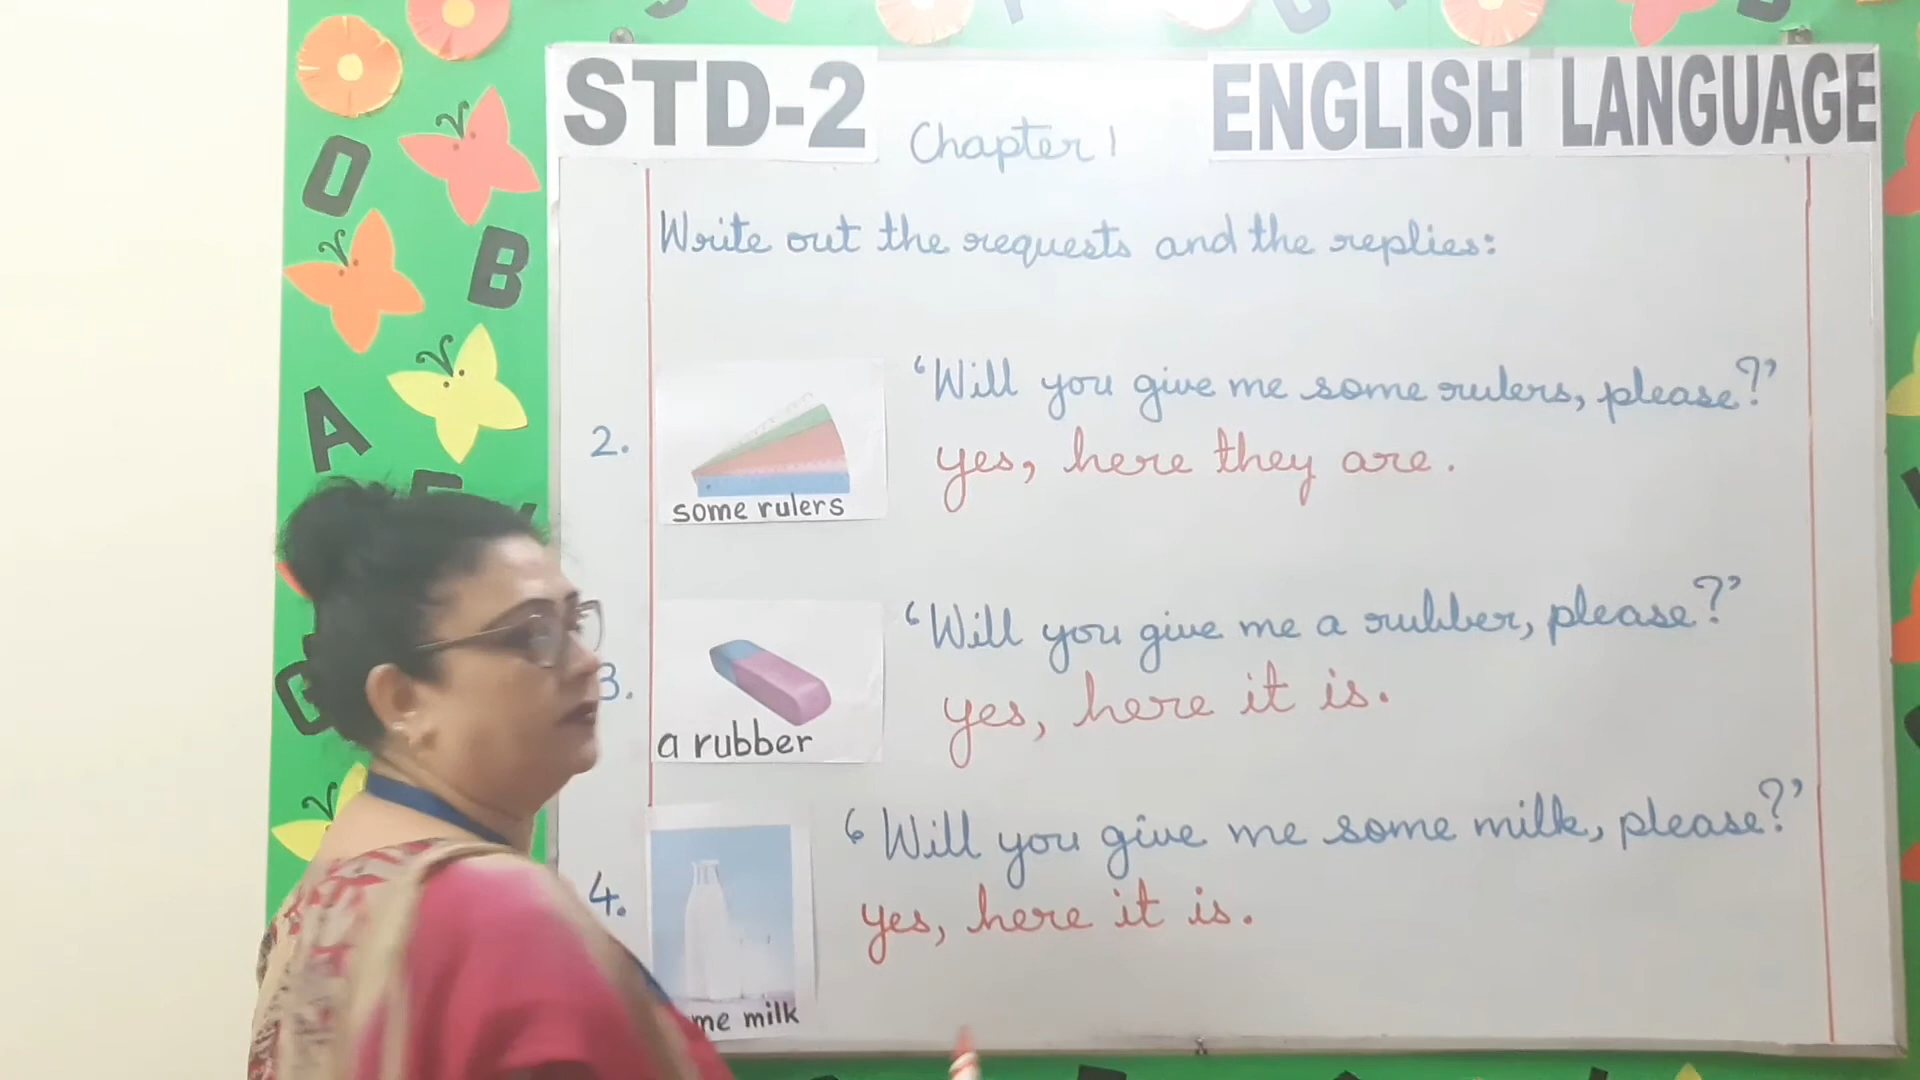 STD-2 Chapter 1 ENGLISH LANGUAGE
Write out the requests and the replies:
2.
some rulers
'Will you give me some rulers, please?'
yes, here they are.
3.
a rubber
'Will you give me a rubber, please?'
yes, here it is.
4.
me milk
'Will you give me some milk, please?'
yes, here it is.
O
B
A